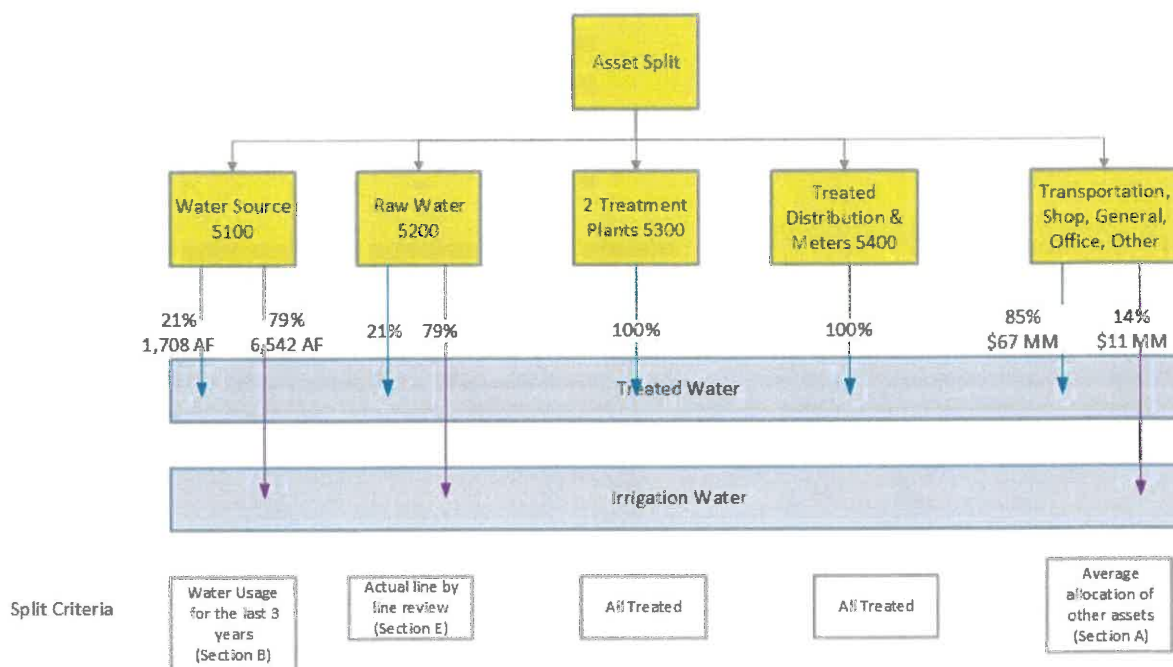 Asset Split
Water Source
5100
Raw Water
5200
2 Treatment
Plants 5300
Treated
Distribution &
Meters 5400
Transportation,
Shop, General,
Office, Other
21%
1,708 AF
79%
6,542 AF
21%
79%
100%
100%
85%
$67 MM
14%
$11 MM
Treated Water
Irrigation Water
Split Criteria
Water Usage
for the last 3
years
(Section B)
Actual line by
line review
(Section E)
All Treated
All Treated
Average
allocation of
other assets
(Section A)